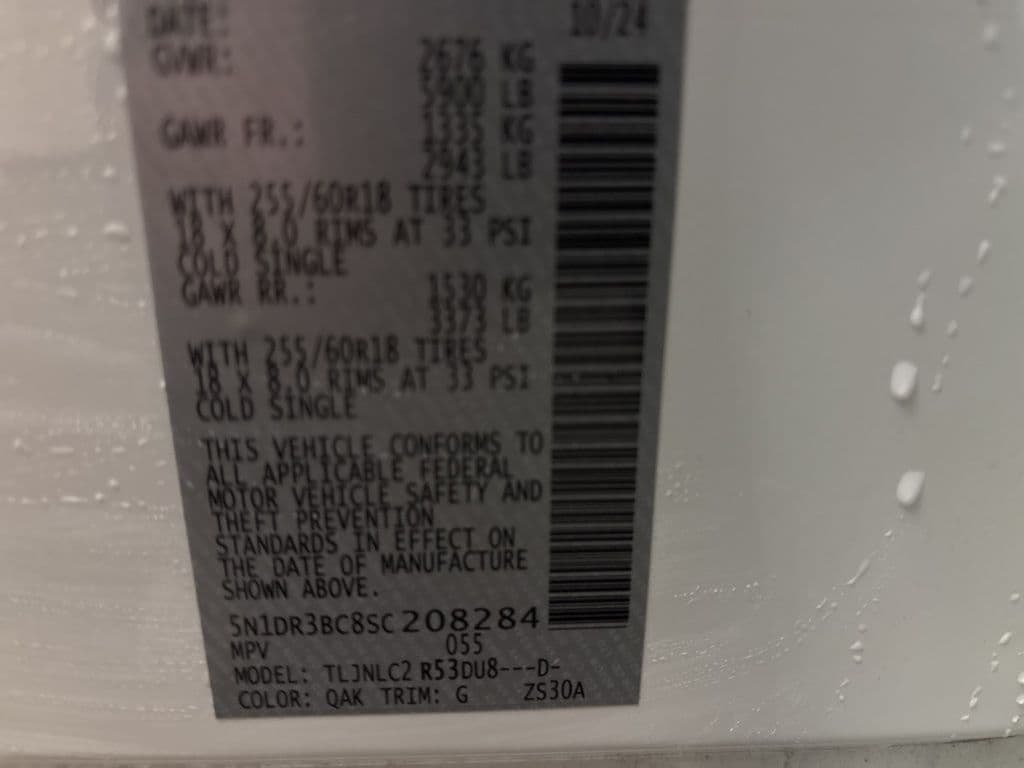 DATE: 10/24
GVWR: 2676 KG
5900 LB
GAWR FR.: 1335 KG
2943 LB
WITH 255/60R18 TIRES
18 X 8.0 RIMS AT 33 PSI
COLD SINGLE
GAWR RR.: 1530 KG
3373 LB
WITH 255/60R18 TIRES
18 X 8.0 RIMS AT 33 PSI
COLD SINGLE
THIS VEHICLE CONFORMS TO
ALL APPLICABLE FEDERAL
MOTOR VEHICLE SAFETY AND
THEFT PREVENTION
STANDARDS IN EFFECT ON
THE DATE OF MANUFACTURE
SHOWN ABOVE.
5N1DR3BC8SC208284
MPV 055
MODEL: TLJNLC2 R53DU8---D-
COLOR: QAK TRIM: G ZS30A